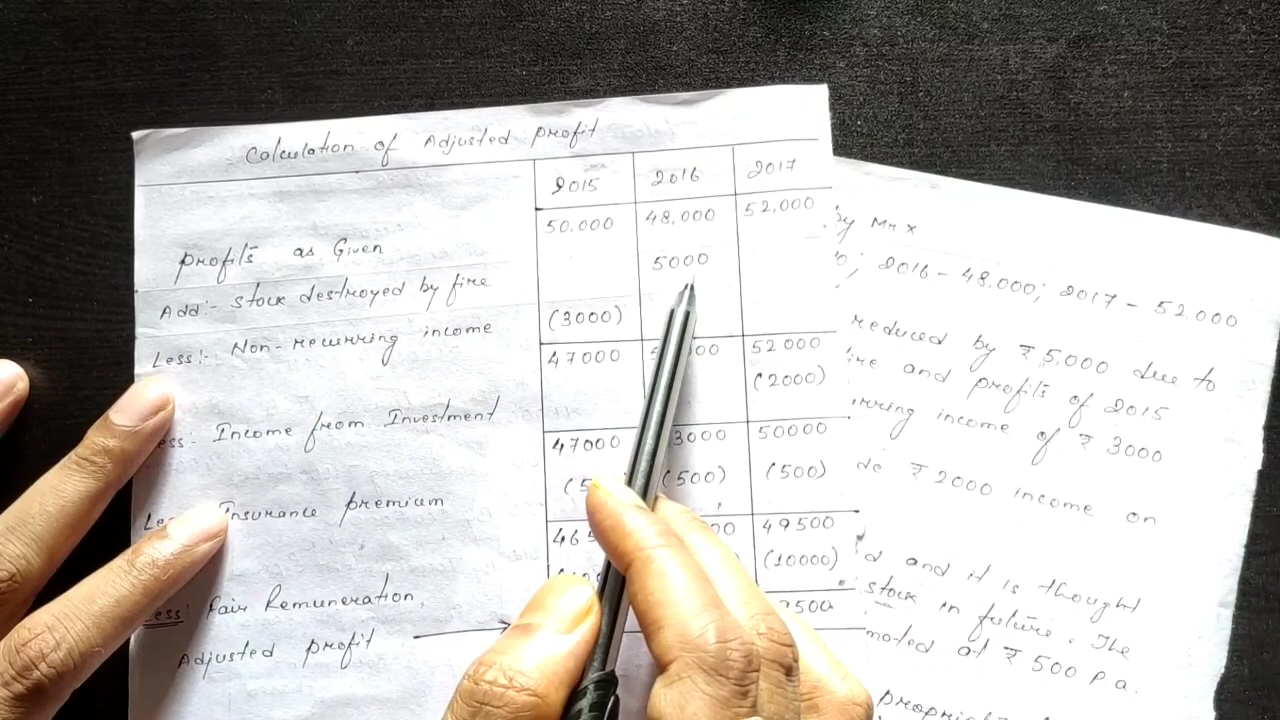 Calculation of Adjusted profit
2015 2016 2017
50,000 48,000 52,000
profits as Given
5000
Add:- stock destroyed by fire
Less:- Non-recurring income (3000)
47000 52000
(2000)
Income from Investment
47000 3000 50000
(500) (500)
Insurance premium
49500
(10000)
Less: fair Remuneration
Adjusted profit
by Mr x
2016 - 48.000; 2017 - 52.000
reduced by ₹ 5,000 due to
and profits of 2015
income of ₹ 3000
₹ 2000 income on
and it is thought
stock in future. The
at ₹ 500 p a.